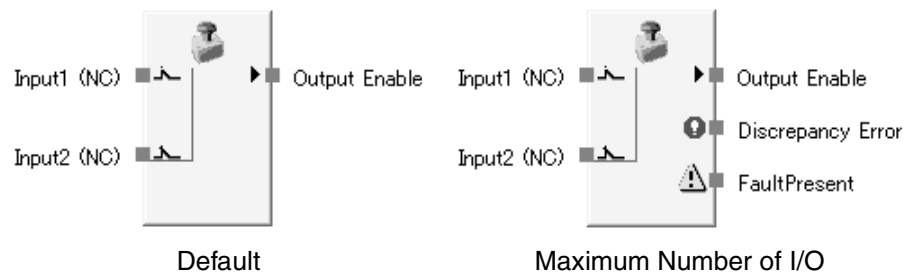 Input1 (NC)
Output Enable
Input2 (NC)
Default
Input1 (NC)
Output Enable
Discrepancy Error
Input2 (NC)
FaultPresent
Maximum Number of I/O